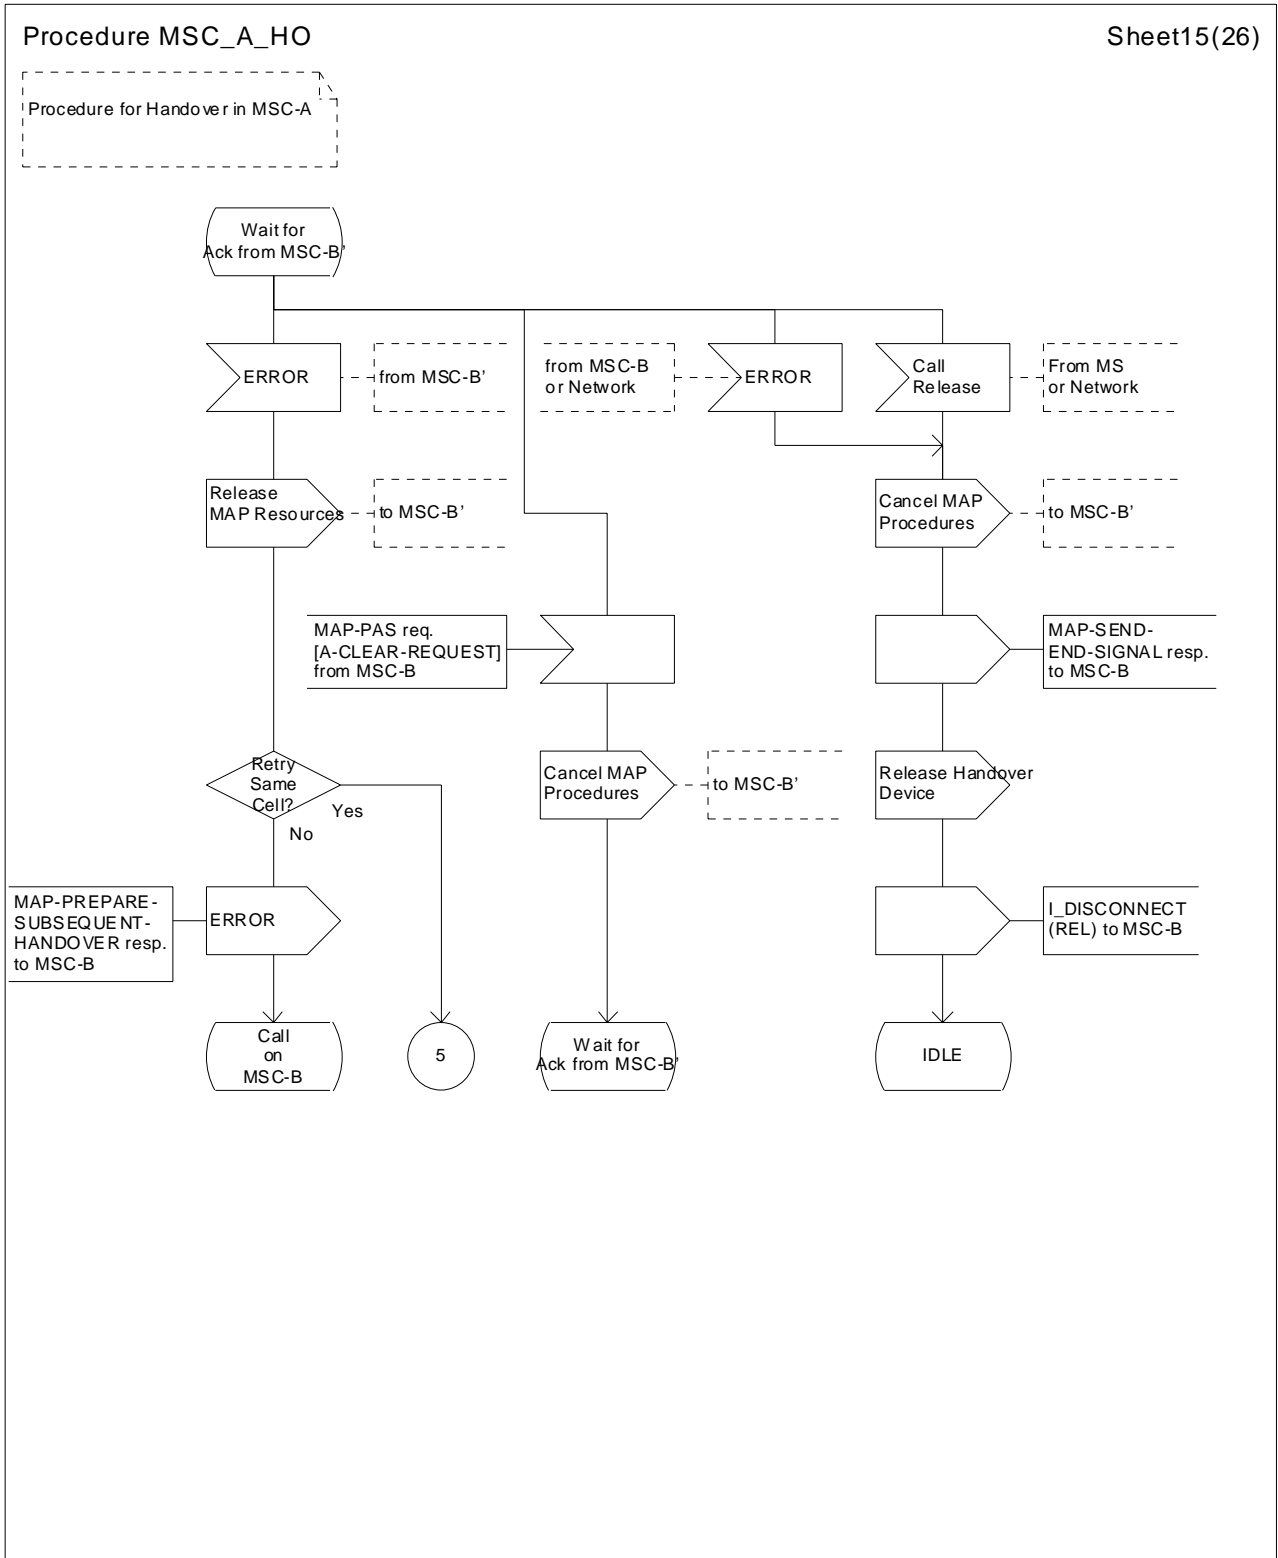 Procedure MSC_A_HO
Sheet15(26)
Procedure for Handover in MSC-A
Wait for
Ack from MSC-B'
ERROR
from MSC-B'
from MSC-B
or Network
ERROR
Call
Release
From MS
or Network
Release
MAP Resources
to MSC-B'
Cancel MAP
Procedures
to MSC-B'
MAP-PAS req.
[A-CLEAR-REQUEST]
from MSC-B
MAP-SEND-
END-SIGNAL resp.
to MSC-B
Retry
Same
Cell?
Yes
No
Cancel MAP
Procedures
to MSC-B'
Release Handover
Device
MAP-PREPARE-
SUBSEQUENT-
HANDOVER resp.
to MSC-B
ERROR
I_DISCONNECT
(REL) to MSC-B
Call
on
MSC-B
5
Wait for
Ack from MSC-B'
IDLE